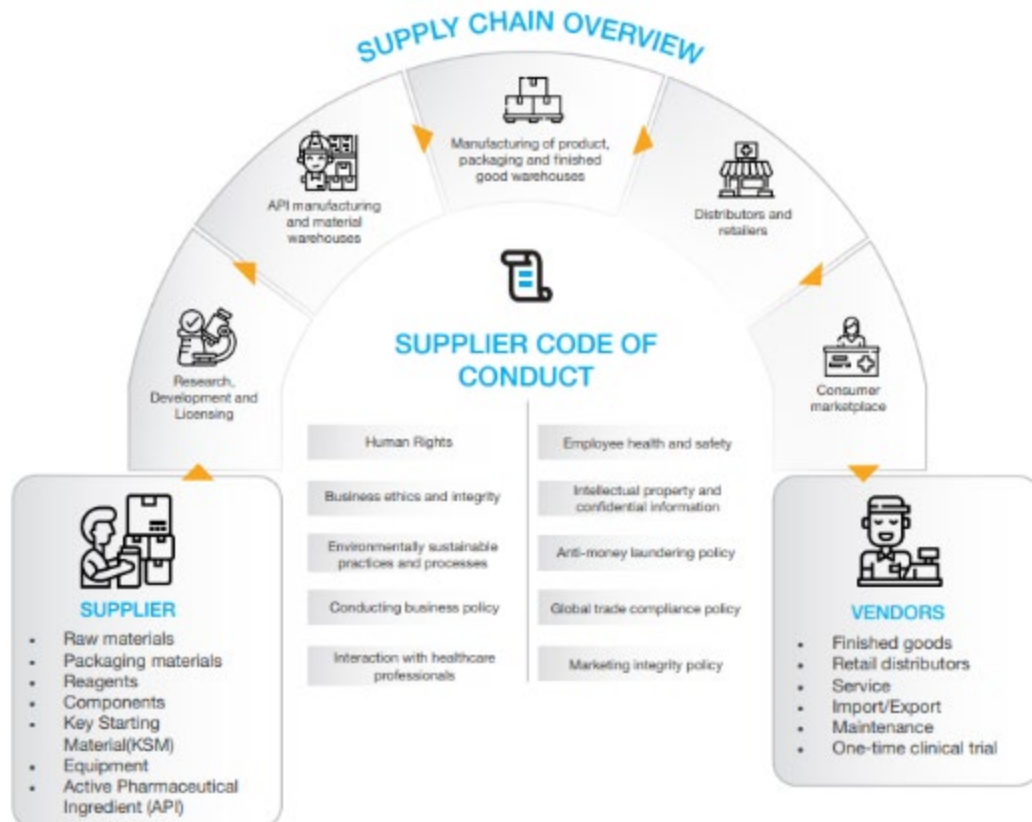 SUPPLY CHAIN OVERVIEW
Manufacturing of product,
packaging and finished
good warehouses
API manufacturing
and material
warehouses
Distributors and
retailers
Research,
Development and
Licensing
Consumer
marketplace
SUPPLIER CODE OF
CONDUCT
Human Rights
Business ethics and integrity
Environmentally sustainable
practices and processes
Conducting business policy
Interaction with healthcare
professionals
Employee health and safety
Intellectual property and
confidential information
Anti-money laundering policy
Global trade compliance policy
Marketing integrity policy
SUPPLIER
• Raw materials
• Packaging materials
• Reagents
• Components
• Key Starting
Material(KSM)
• Equipment
• Active Pharmaceutical
Ingredient (API)
VENDORS
• Finished goods
• Retail distributors
• Service
• Import/Export
• Maintenance
• One-time clinical trial